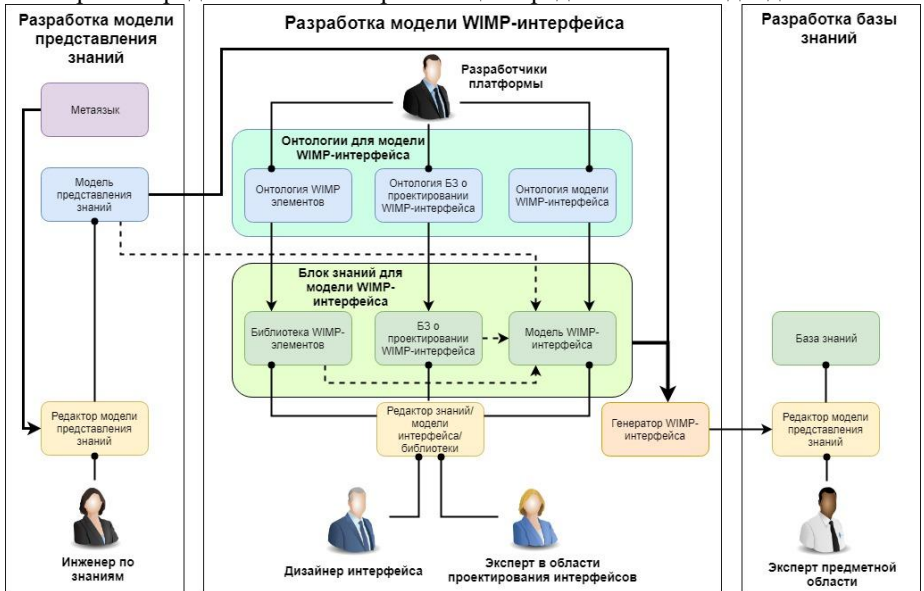 Разработка модели
представления
знаний
Метаязык
Модель
представления
знаний
Редактор модели
представления
знаний
Инженер по
знаниям
Разработка модели WIMP-интерфейса
Разработчики
платформы
Онтологии для модели
WIMP-интерфейса
Онтология WIMP
элементов
Онтология БЗ о
проектировании
WIMP-интерфейса
Онтология модели
WIMP-интерфейса
Блок знаний для
модели WIMP-
интерфейса
Библиотека WIMP-
элементов
БЗ о
проектировании
WIMP-интерфейса
Модель WIMP-
интерфейса
Редактор знаний/
модели
интерфейса/
библиотеки
Генератор WIMP-
интерфейса
Дизайнер интерфейса
Эксперт в области
проектирования интерфейсов
Разработка базы
знаний
База знаний
Редактор модели
представления
знаний
Эксперт предметной
области